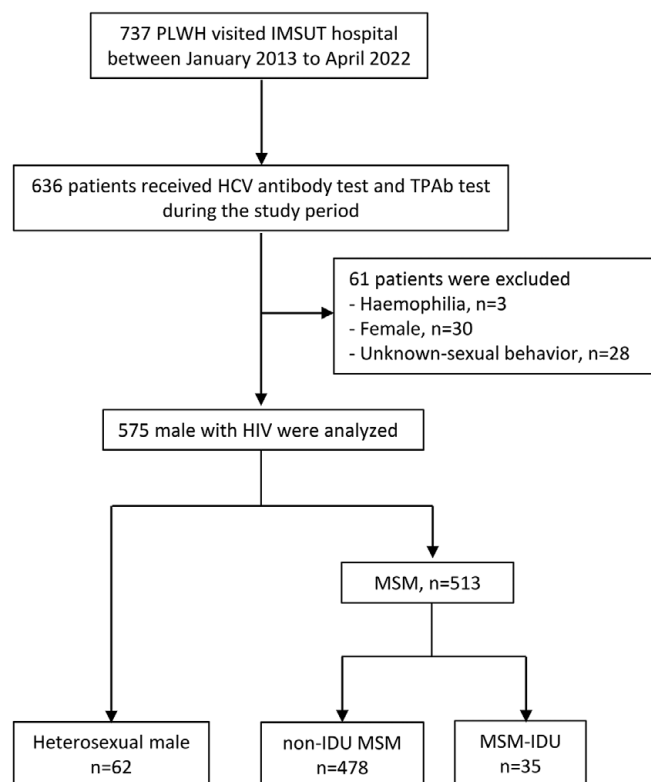 737 PLWH visited IMSUT hospital
between January 2013 to April 2022
636 patients received HCV antibody test and TPAb test
during the study period
61 patients were excluded
- Haemophilia, n=3
- Female, n=30
- Unknown-sexual behavior, n=28
575 male with HIV were analyzed
MSM, n=513
Heterosexual male
n=62
non-IDU MSM
n=478
MSM-IDU
n=35